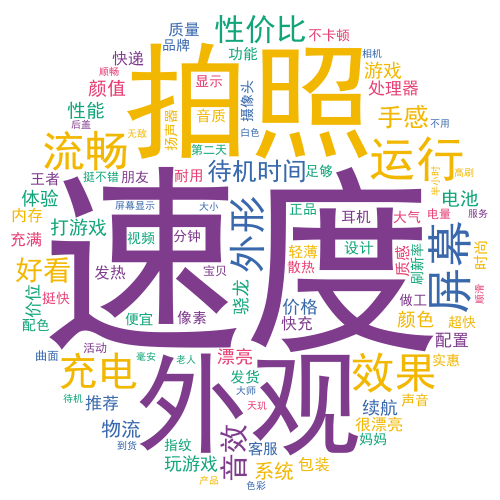 性价比
不卡顿
质量
品牌
功能
相机
快递
顺畅
颜值
显示
摄像头
游戏
处理器
拍照
性能
后盖
无敌
扬声器
音质
手感
流畅
第二天
不用
运行
待机时间
足够
半小时
高刷
王者
挺不错
朋友
耐用
体验
屏幕显示
大小
正品
耳机
大气
电量
电池
服务
内存
打游戏
外形
充满
视频
分钟
轻薄
设计
质感
刷新率
屏幕
时间
好看
发热
宝贝
散热
速度
骁龙
价位
挺快
便宜
像素
价格
快充
做工
颜色
超快
顺滑
配色
配置
曲面
活动
毫安
老人
漂亮
实惠
充电
外观
效果
待机
发货
大师
天玑
声音
推荐
续航
物流
很漂亮
到货
指纹
音效
客服
妈妈
玩游戏
系统
包装
产品
色彩